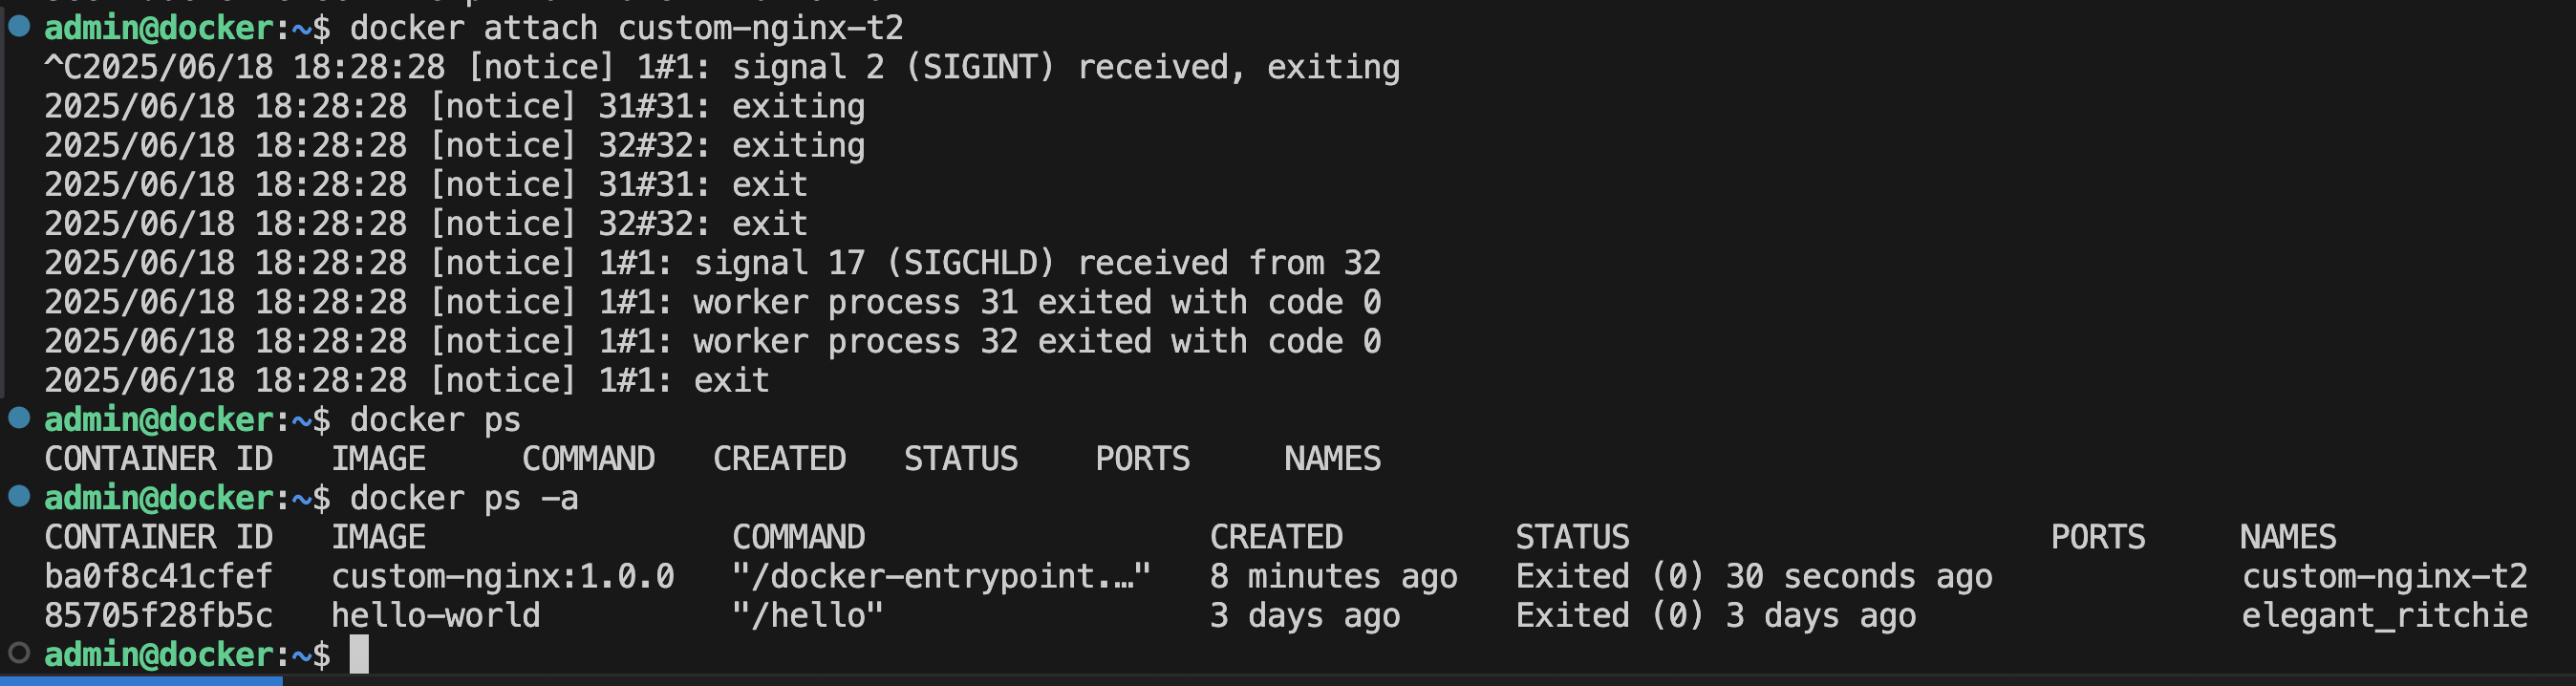 admin@docker:~$ docker attach custom-nginx-t2
^C2025/06/18 18:28:28 [notice] 1#1: signal 2 (SIGINT) received, exiting
2025/06/18 18:28:28 [notice] 31#31: exiting
2025/06/18 18:28:28 [notice] 32#32: exiting
2025/06/18 18:28:28 [notice] 31#31: exit
2025/06/18 18:28:28 [notice] 32#32: exit
2025/06/18 18:28:28 [notice] 1#1: signal 17 (SIGCHLD) received from 32
2025/06/18 18:28:28 [notice] 1#1: worker process 31 exited with code 0
2025/06/18 18:28:28 [notice] 1#1: worker process 32 exited with code 0
2025/06/18 18:28:28 [notice] 1#1: exit
admin@docker:~$ docker ps
CONTAINER ID   IMAGE     COMMAND   CREATED   STATUS    PORTS     NAMES
admin@docker:~$ docker ps -a
CONTAINER ID   IMAGE                COMMAND                  CREATED         STATUS                      PORTS     NAMES
ba0f8c41cfef   custom-nginx:1.0.0   "/docker-entrypoint.…"   8 minutes ago   Exited (0) 30 seconds ago             custom-nginx-t2
85705f28fb5c   hello-world          "/hello"                 3 days ago      Exited (0) 3 days ago                 elegant_ritchie
admin@docker:~$